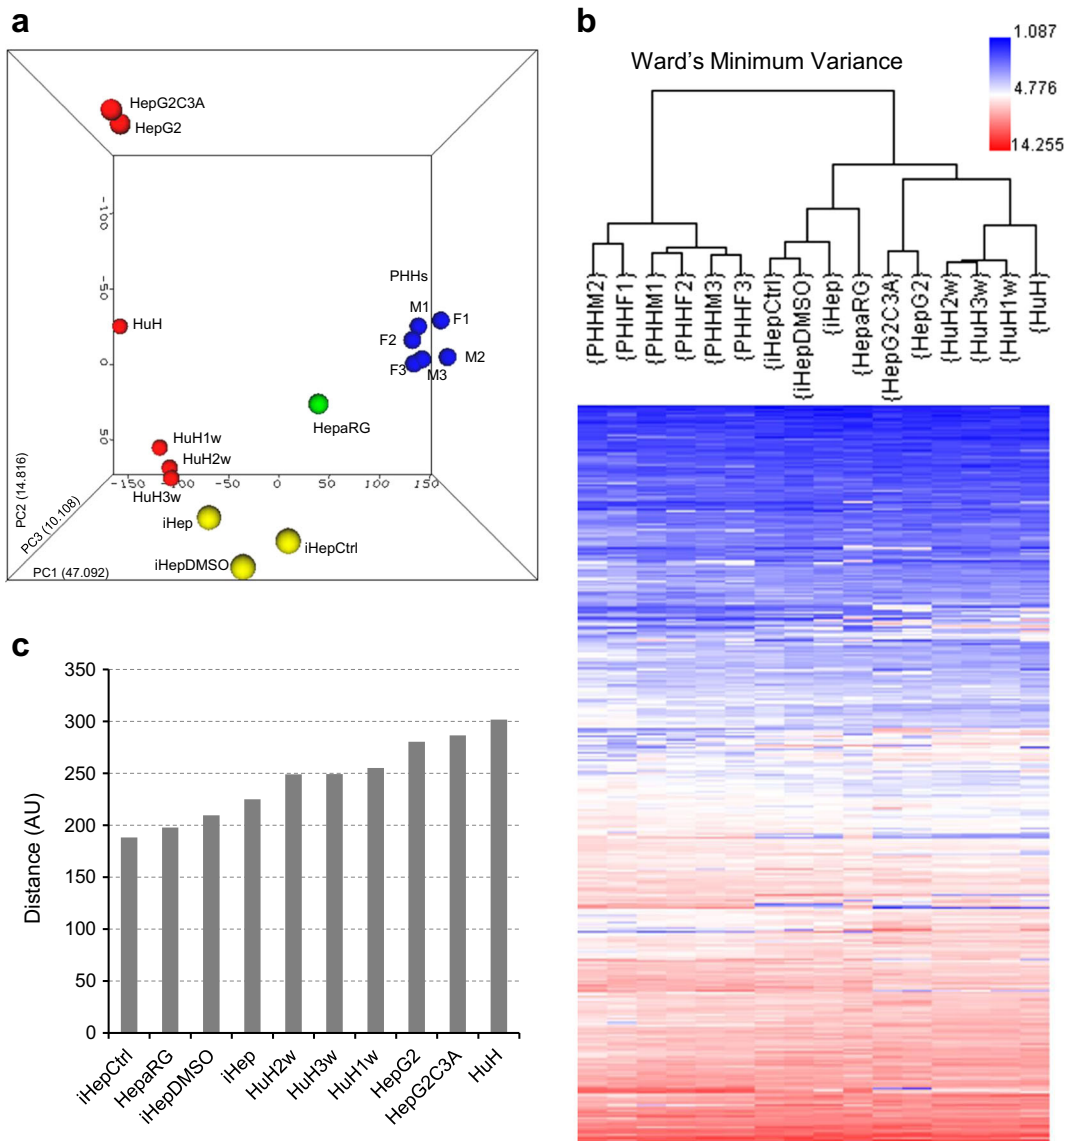 a
HepG2C3A
HepG2
-100
-50
0
50
HuH
PHHs
M1
F1
F2
M2
F3
M3
HepaRG
HuH1w
HuH2w
HuH3w
-150
-100
-50
0
50
100
150
iHep
iHepCtrl
iHepDMSO
PC2 (14.816)
PC3 (10.108)
PC1 (47.092)
b
Ward's Minimum Variance
1.087
4.776
14.255
{PHHM2}
{PHHF1}
{PHHM1}
{PHHF2}
{PHHM3}
{PHHF3}
{iHepCtrl}
{iHepDMSO}
{iHep}
{HepaRG}
{HepG2C3A}
{HepG2}
{HuH2w}
{HuH3w}
{HuH1w}
{HuH}
c
Distance (AU)
350
300
250
200
150
100
50
0
iHepCtrl
HepaRG
iHepDMSO
iHep
HuH2w
HuH3w
HuH1w
HepG2
HepG2C3A
HuH